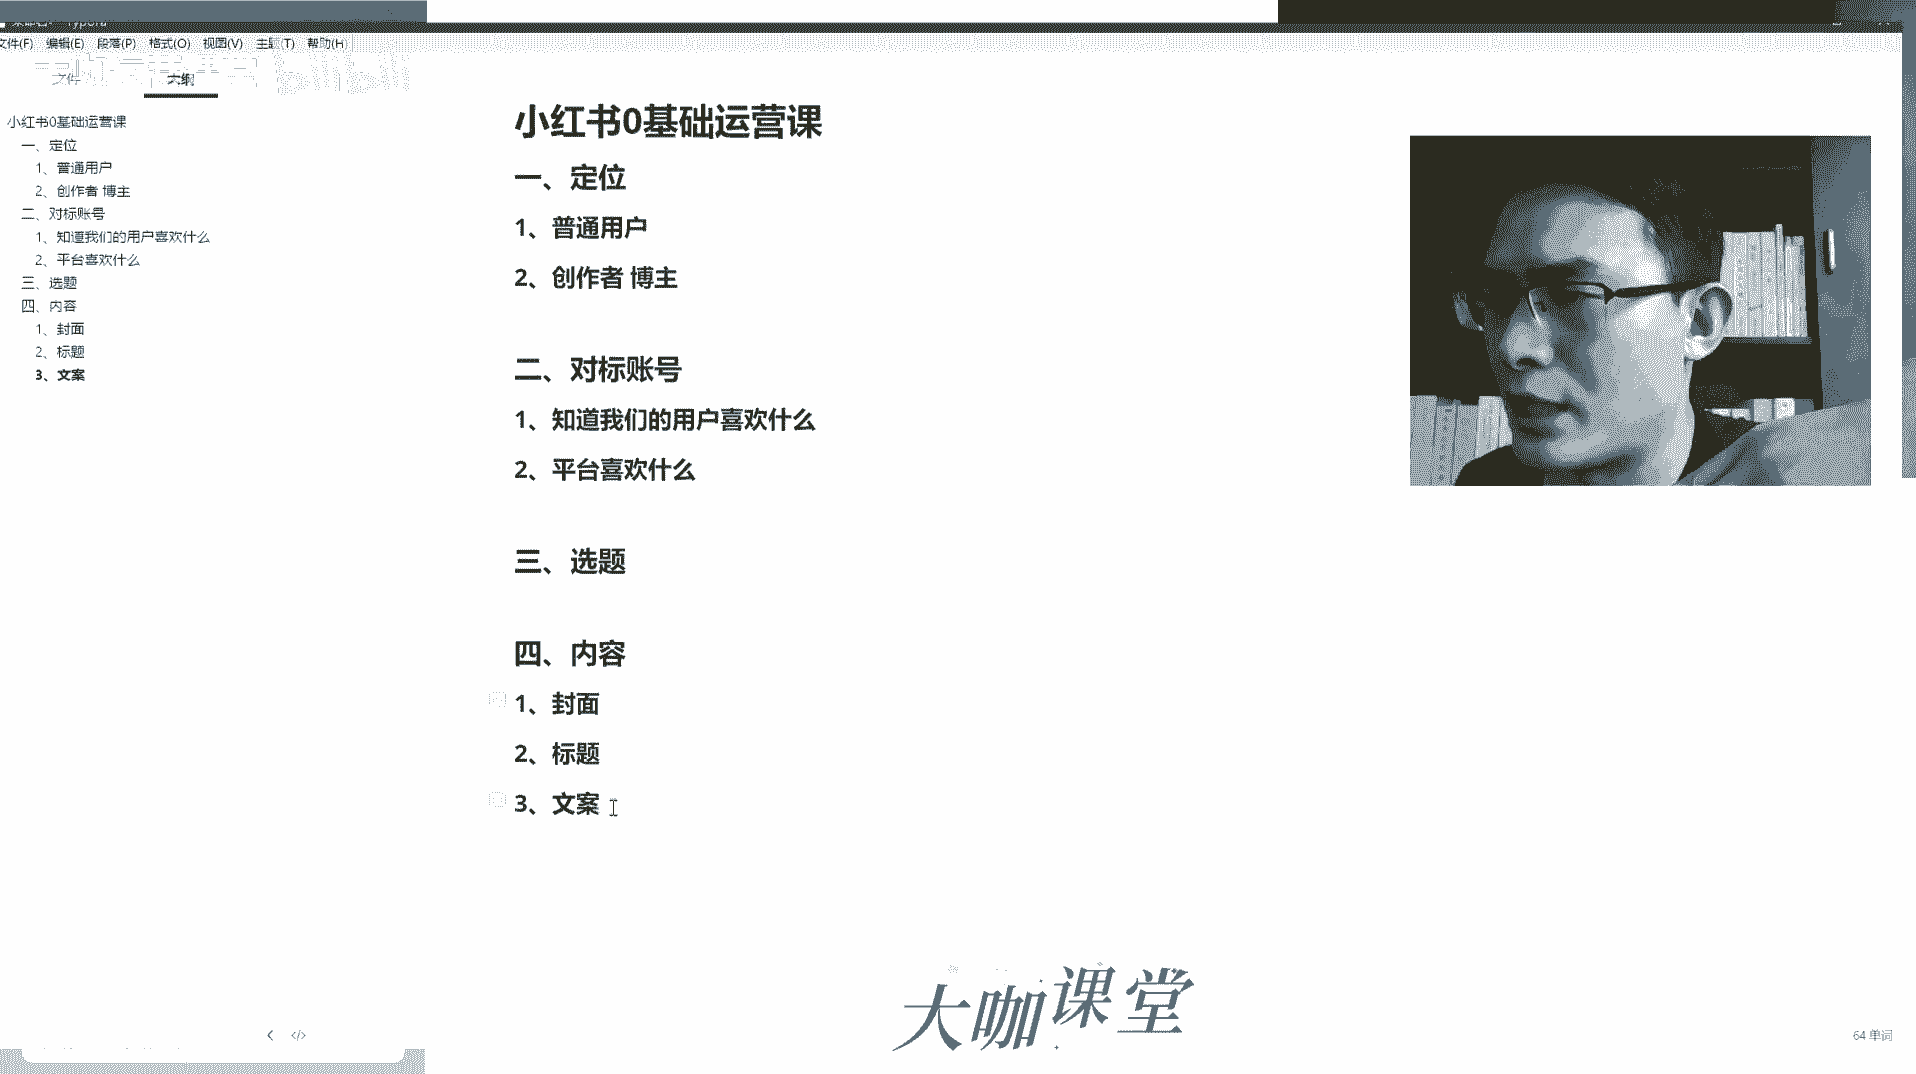 文件(F) 编辑(E) 段落(P) 格式(O) 视图(V) 主题(T) 帮助(H)
文件 大纲
小红书0基础运营课
一、定位
1、普通用户
2、创作者 博主
二、对标账号
1、知道我们的用户喜欢什么
2、平台喜欢什么
三、选题
四、内容
1、封面
2、标题
3、文案
小红书0基础运营课
一、定位
1、普通用户
2、创作者 博主
二、对标账号
1、知道我们的用户喜欢什么
2、平台喜欢什么
三、选题
四、内容
1、封面
2、标题
3、文案
大咖课堂
64 单词